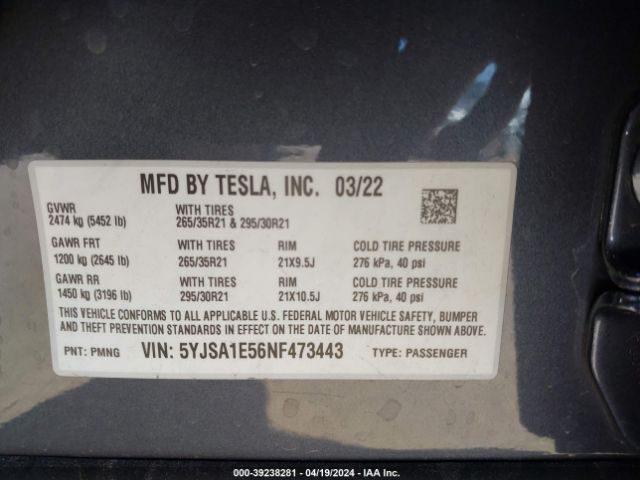 MFD BY TESLA, INC. 03/22
GVWR
2474 kg (5452 lb)
WITH TIRES
265/35R21 & 295/30R21
GAWR FRT
1200 kg (2645 lb)
WITH TIRES
265/35R21
RIM
21X9.5J
COLD TIRE PRESSURE
276 kPa, 40 psi
GAWR RR
1450 kg (3196 lb)
WITH TIRES
295/30R21
RIM
21X10.5J
COLD TIRE PRESSURE
276 kPa, 40 psi
THIS VEHICLE CONFORMS TO ALL APPLICABLE U.S. FEDERAL MOTOR VEHICLE SAFETY, BUMPER
AND THEFT PREVENTION STANDARDS IN EFFECT ON THE DATE OF MANUFACTURE SHOWN ABOVE.
PNT: PMNG VIN: 5YJSA1E56NF473443 TYPE: PASSENGER
000-39238281 - 04/19/2024 - IAA Inc.